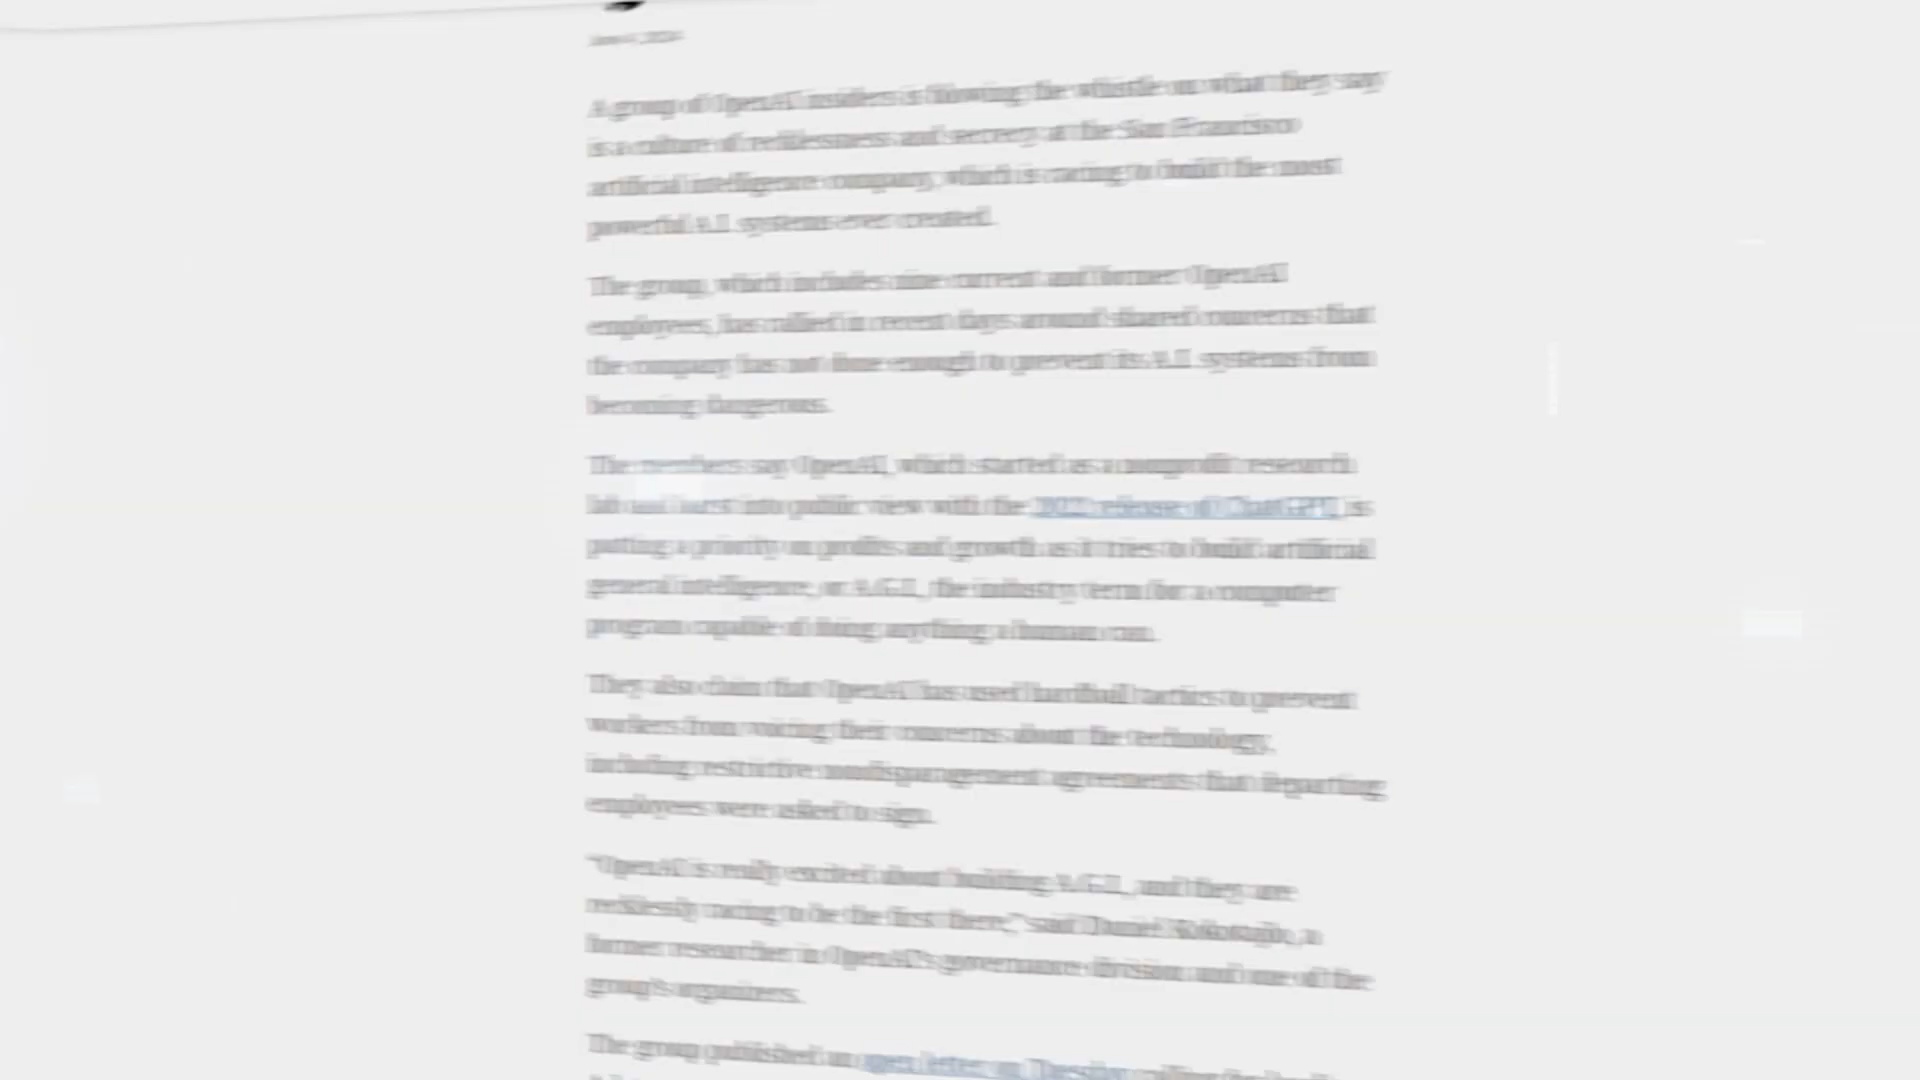 June 4, 2024
A group of OpenAI insiders is blowing the whistle on what they say
is a culture of recklessness and secrecy at the San Francisco
artificial intelligence company, which is racing to build the most
powerful A.I. systems ever created.
The group, which includes nine current and former OpenAI
employees, has rallied in recent days around shared concerns that
the company has not done enough to prevent its A.I. systems from
becoming dangerous.
The members say OpenAI, which started as a nonprofit research
lab and burst into public view with the 2022 release of ChatGPT, is
putting a priority on profits and growth as it tries to build artificial
general intelligence, or A.G.I., the industry term for a computer
program capable of doing anything a human can.
They also claim that OpenAI has used hardball tactics to prevent
workers from voicing their concerns about the technology,
including restrictive nondisparagement agreements that departing
employees were asked to sign.
“OpenAI is really excited about building A.G.I., and they are
recklessly racing to be the first there,” said Daniel Kokotajlo, a
former researcher in OpenAI’s governance division and one of the
group’s organizers.
The group published an open letter on Tuesday